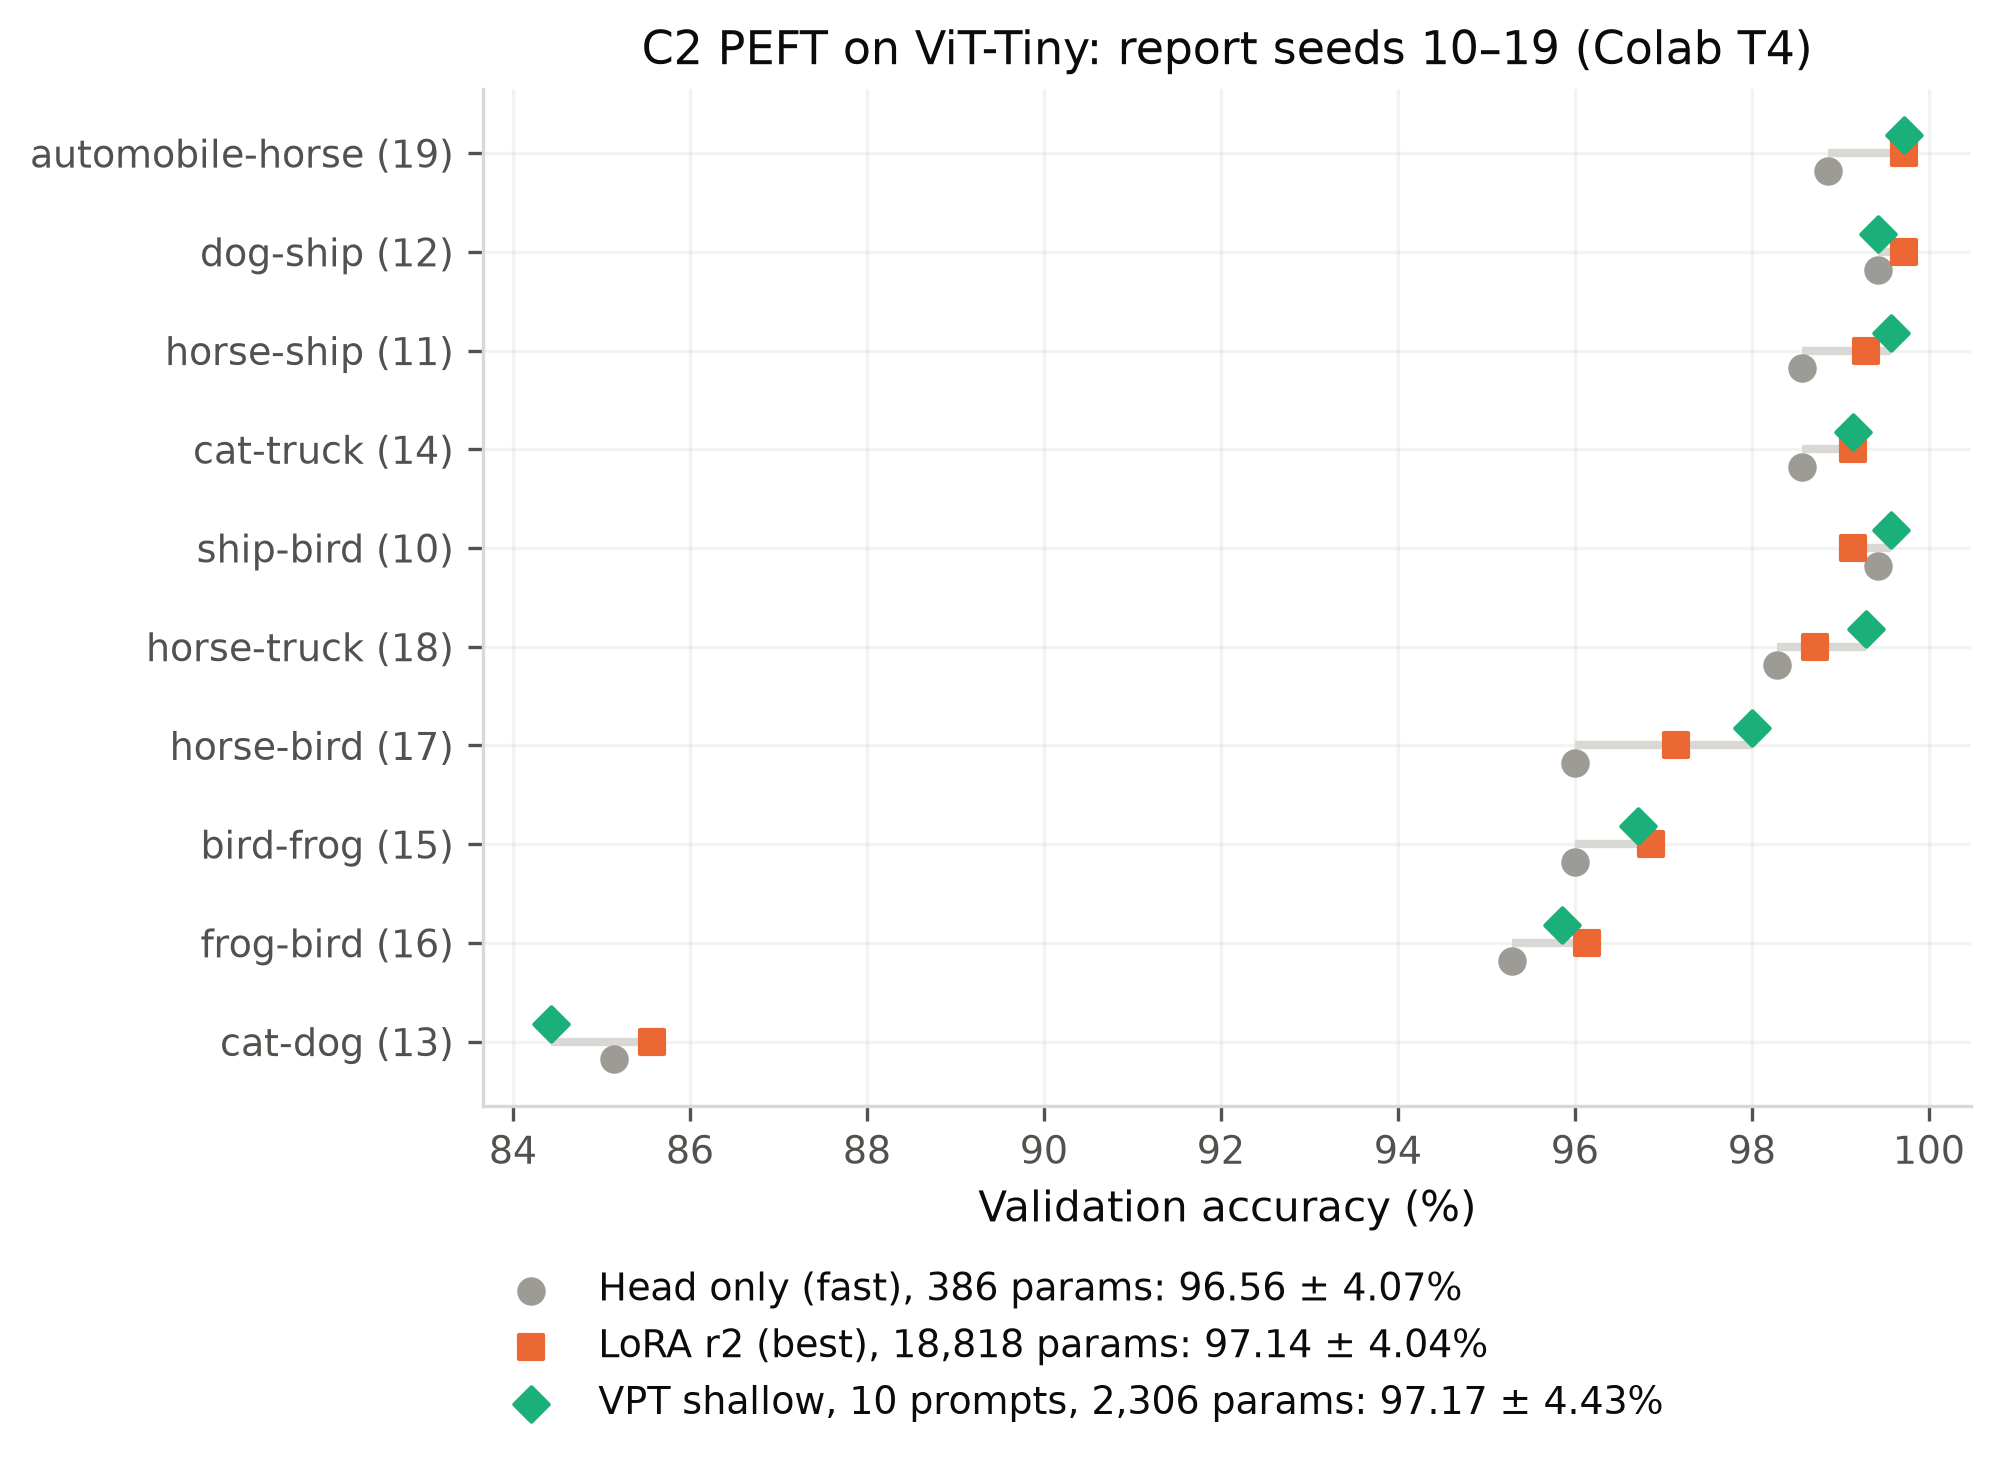 C2 PEFT on ViT-Tiny: report seeds 10–19 (Colab T4)
automobile-horse (19)
dog-ship (12)
horse-ship (11)
cat-truck (14)
ship-bird (10)
horse-truck (18)
horse-bird (17)
bird-frog (15)
frog-bird (16)
cat-dog (13)
84 86 88 90 92 94 96 98 100
Validation accuracy (%)
Head only (fast), 386 params: 96.56 ± 4.07%
LoRA r2 (best), 18,818 params: 97.14 ± 4.04%
VPT shallow, 10 prompts, 2,306 params: 97.17 ± 4.43%